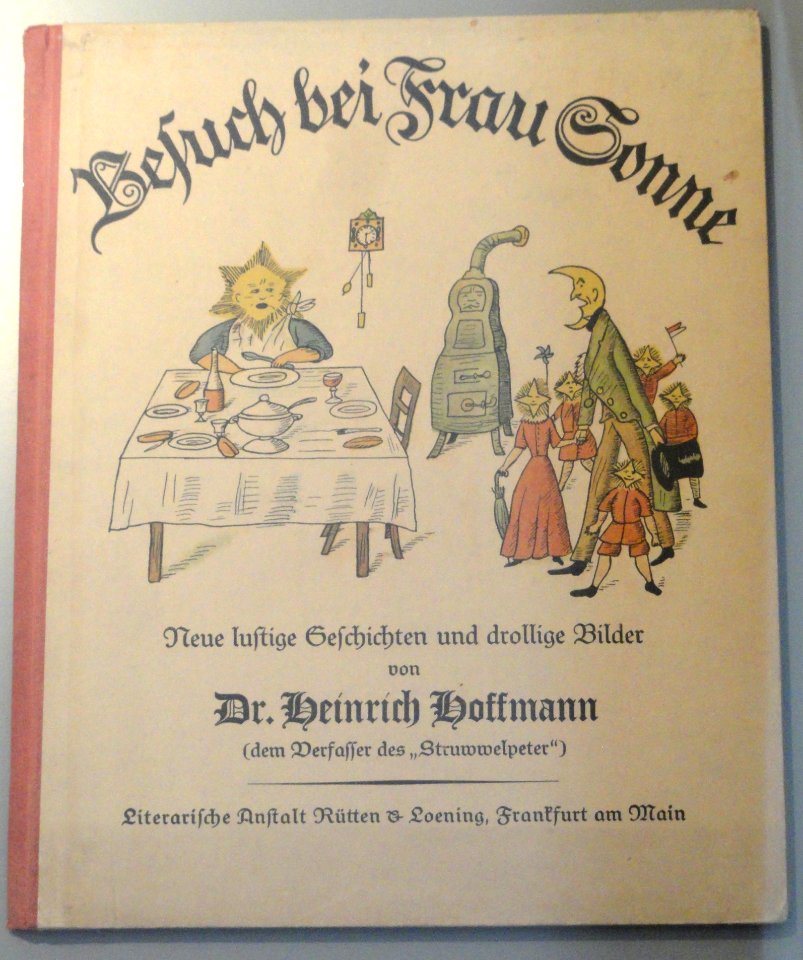 Besuch bei Frau Sonne
Neue lustige Geschichten und drollige Bilder
von
Dr. Heinrich Hoffmann
(dem Verfasser des „Struwwelpeter“)
Literarische Anstalt Rütten & Loening, Frankfurt am Main